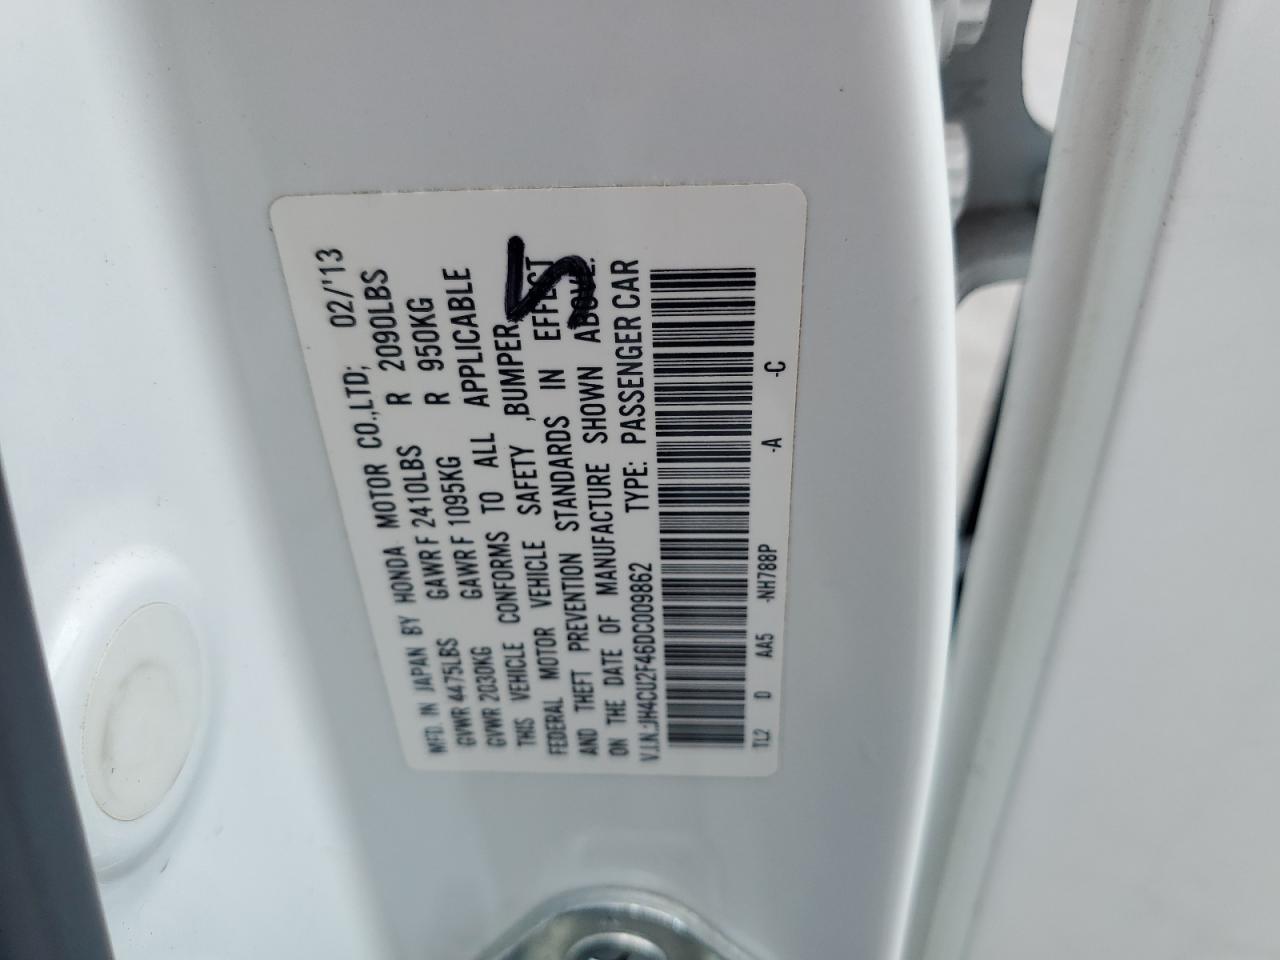 MFD. IN JAPAN BY HONDA MOTOR CO.,LTD; 02/'13
GVWR 4475LBS GAWR F 2410LBS R 2090LBS
GVWR 2030KG GAWR F 1095KG R 950KG
THIS VEHICLE CONFORMS TO ALL APPLICABLE
FEDERAL MOTOR VEHICLE SAFETY ,BUMPER,
AND THEFT PREVENTION STANDARDS IN EFFECT
ON THE DATE OF MANUFACTURE SHOWN ABOVE.
V.I.N.:JH4CU2F46DC009862 TYPE: PASSENGER CAR
TL2 D AA5 -NH788P -A -C
5